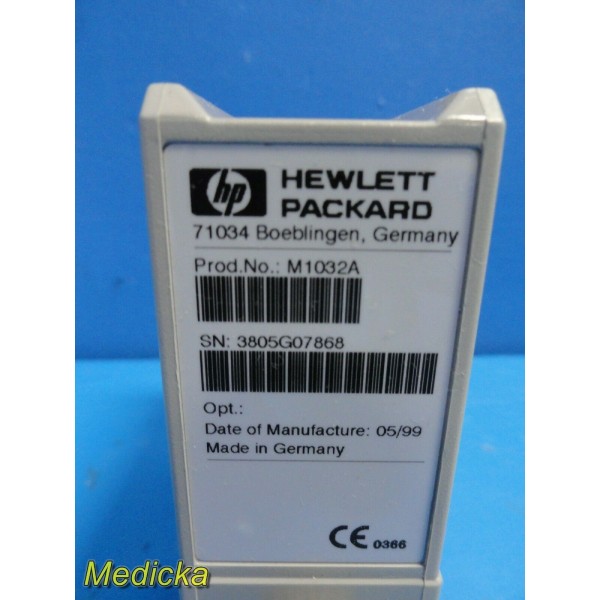 hp HEWLETT
PACKARD
71034 Boeblingen, Germany
Prod.No.: M1032A
SN: 3805G07868
Opt.:
Date of Manufacture: 05/99
Made in Germany
CE 0366
Medicka